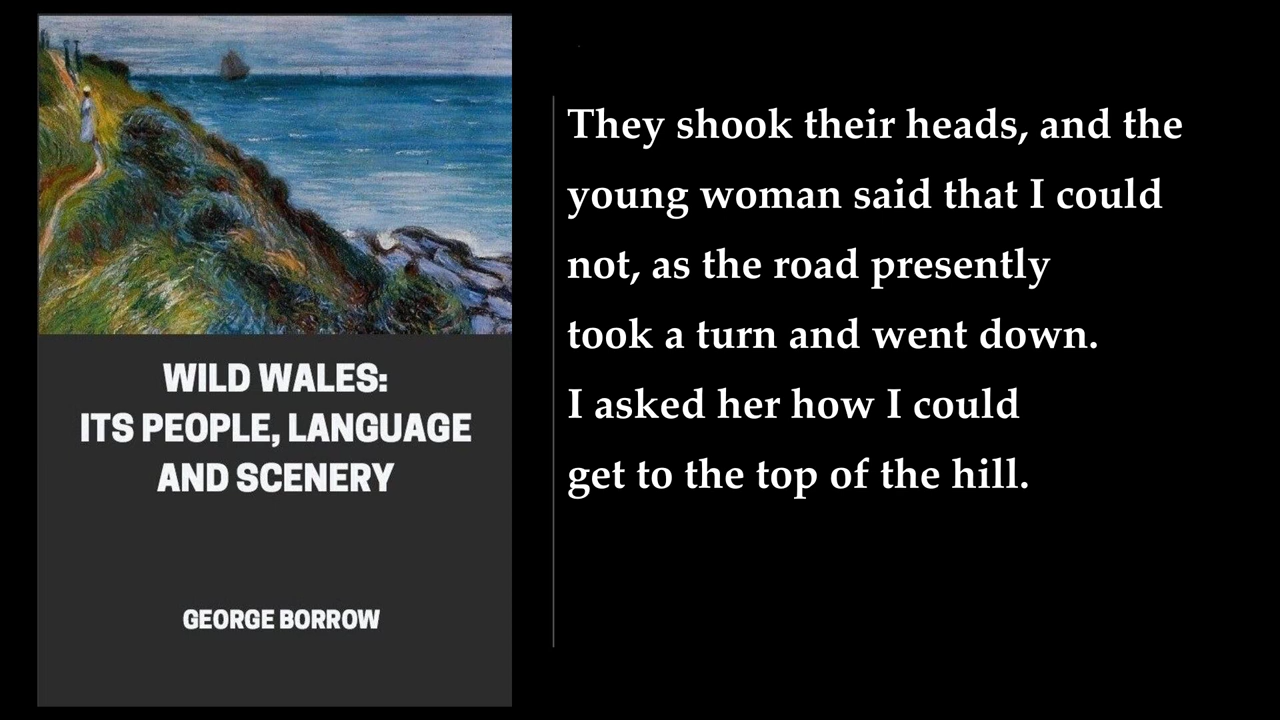 WILD WALES:
ITS PEOPLE, LANGUAGE
AND SCENERY
GEORGE BORROW
They shook their heads, and the
young woman said that I could
not, as the road presently
took a turn and went down.
I asked her how I could
get to the top of the hill.